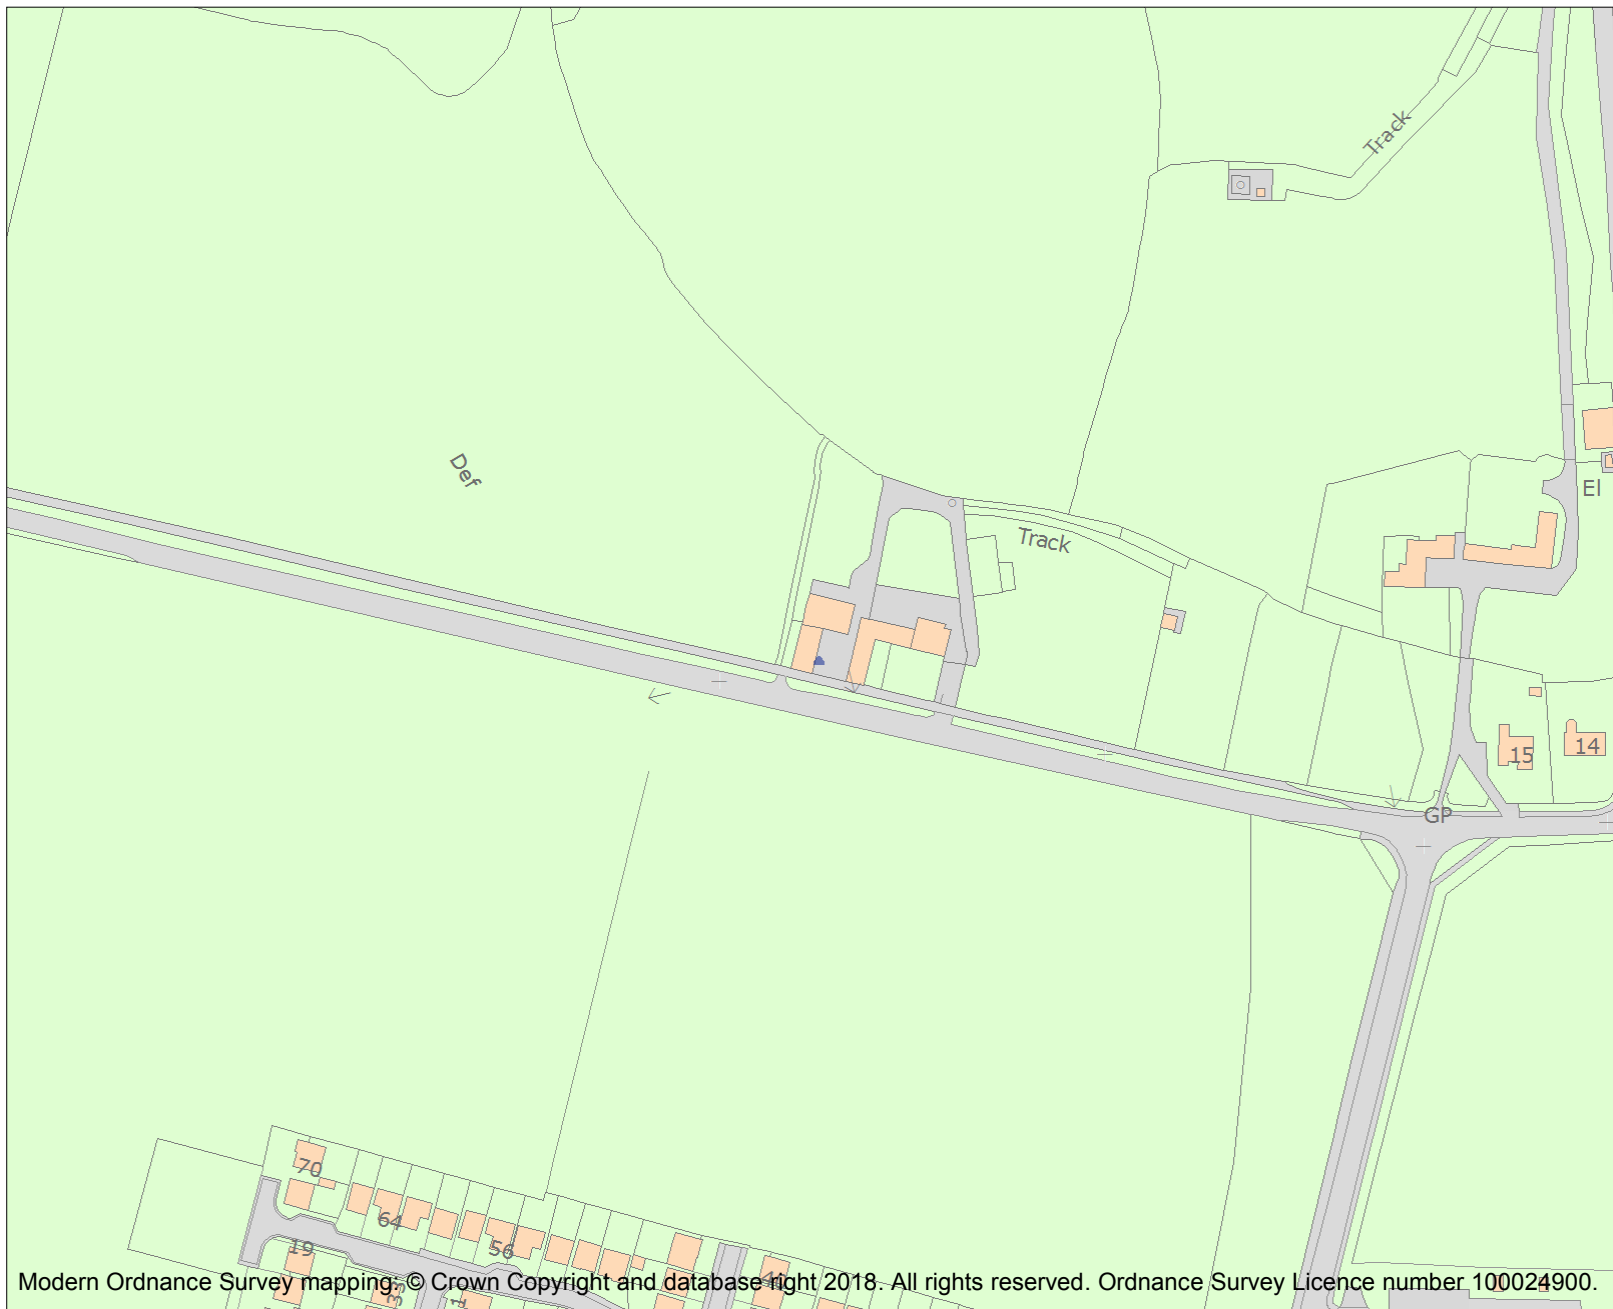 Track
Def
El
Track
15
14
GP
70
64
56
19
Modern Ordnance Survey mapping: © Crown Copyright and database right 2018. All rights reserved. Ordnance Survey Licence number 100024900.